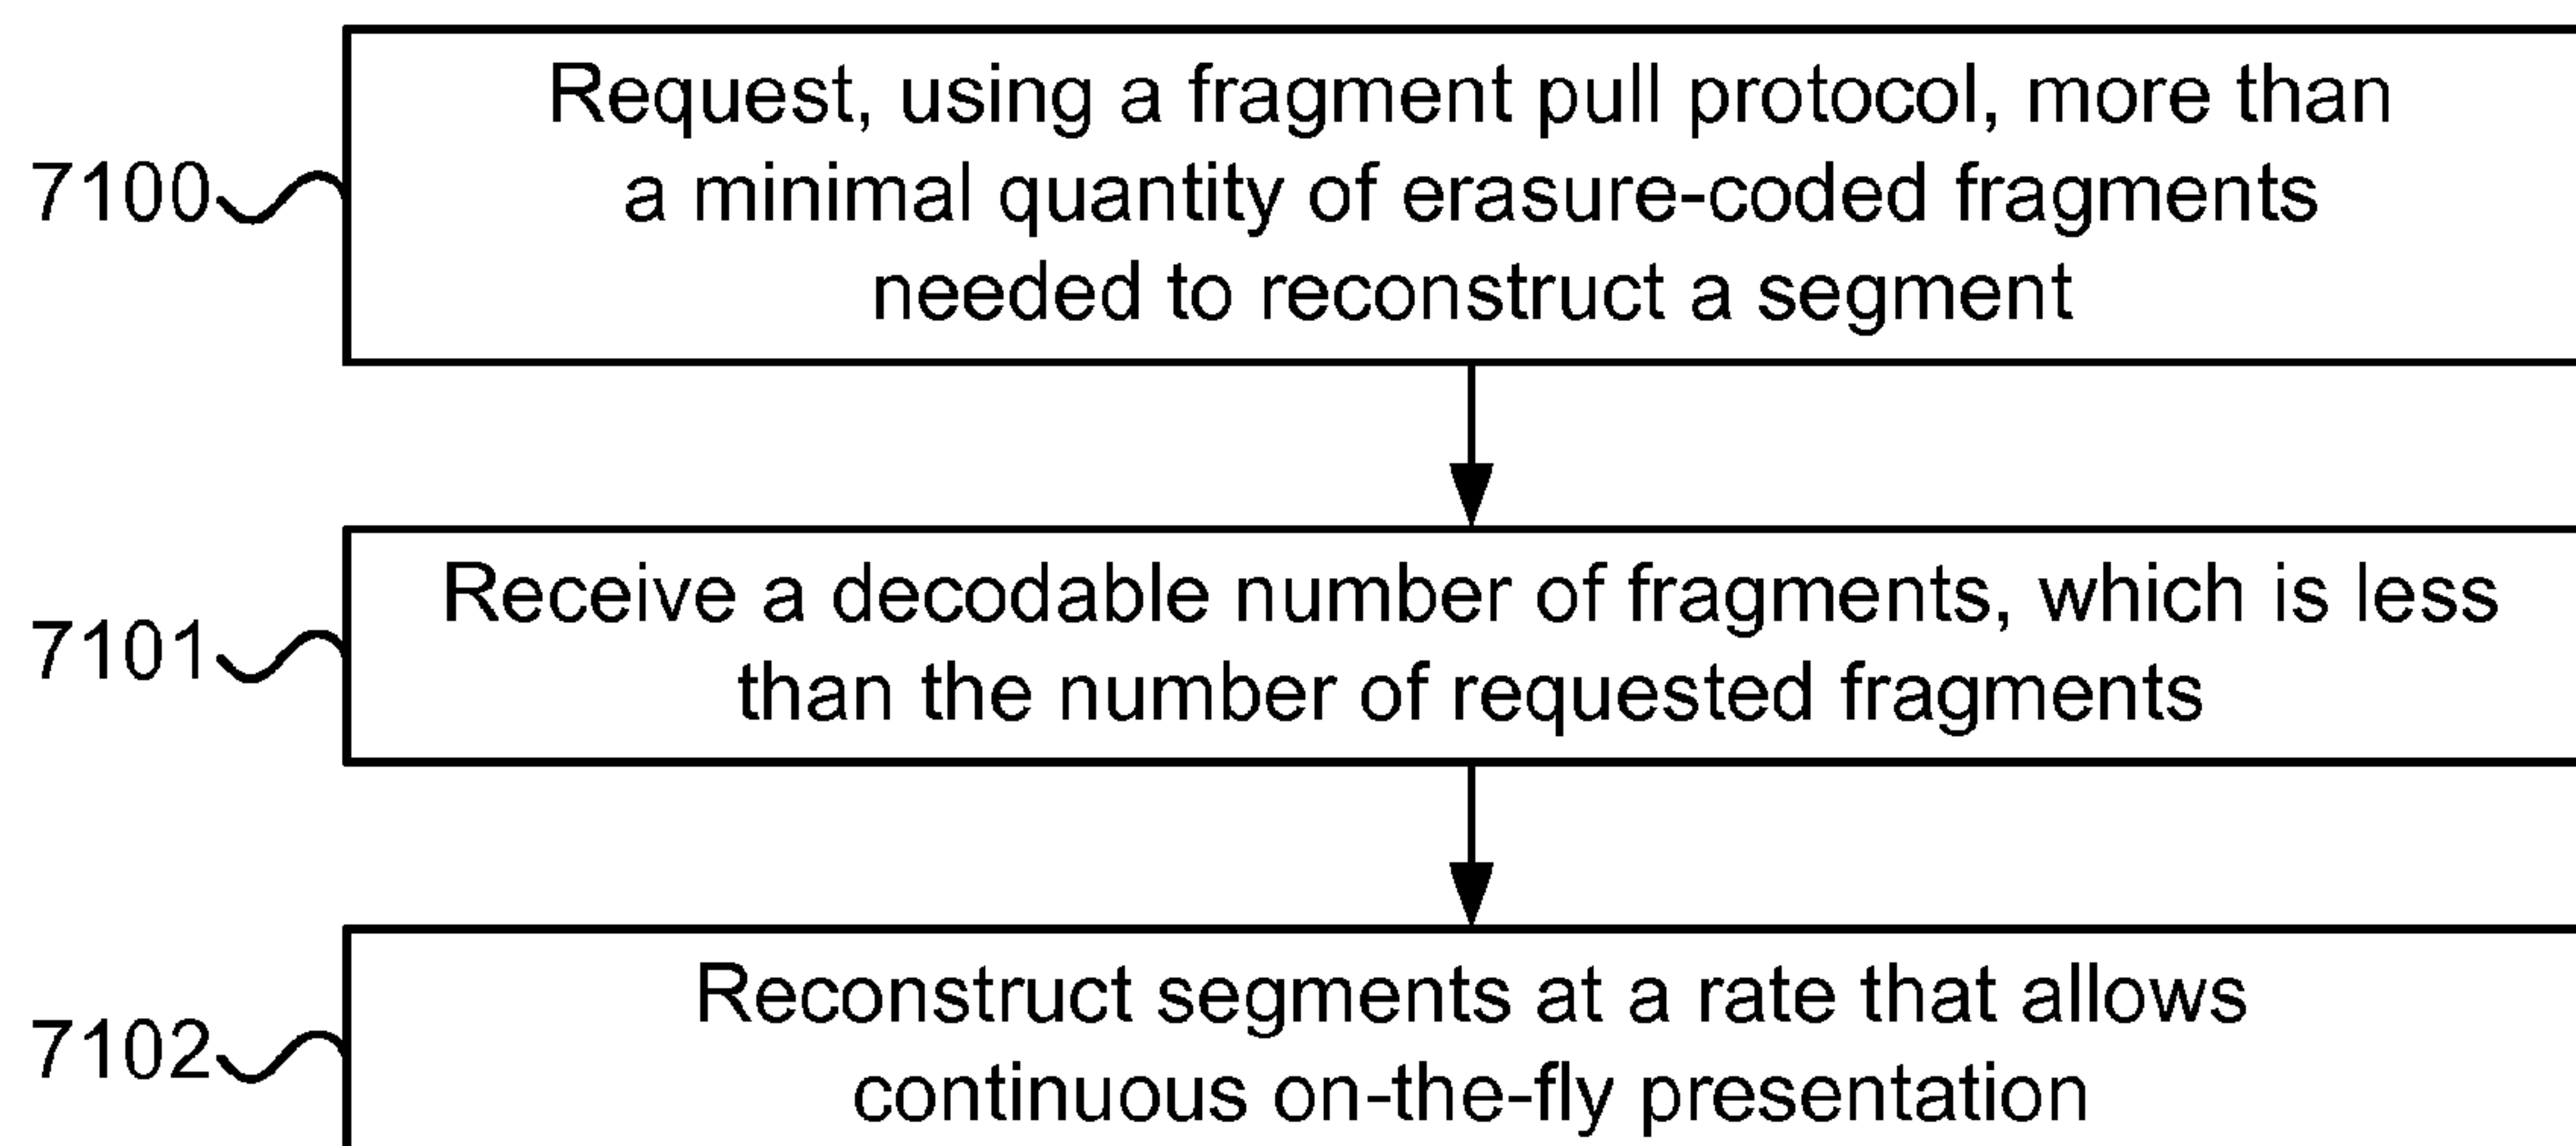 Request, using a fragment pull protocol, more than
a minimal quantity of erasure-coded fragments
needed to reconstruct a segment
7100
Receive a decodable number of fragments, which is less
than the number of requested fragments
7101
Reconstruct segments at a rate that allows
continuous on-the-fly presentation
7102